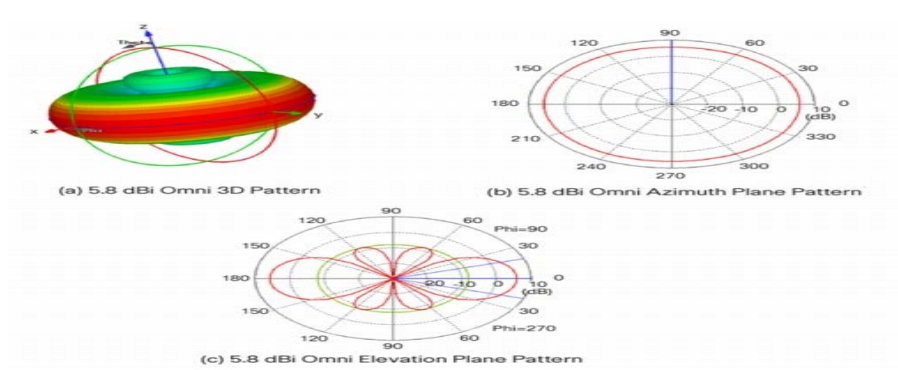 Z
Theta
x
Phi
y
(a) 5.8 dBi Omni 3D Pattern
90
120 60
150 30
180 -20 -10 0 10 0
(dB)
210 330
240 300
270
(b) 5.8 dBi Omni Azimuth Plane Pattern
90
120 60
Phi=90
150 30
180 -20 -10 0 10 0
(dB)
150 30
Phi=270
120 60
90
(c) 5.8 dBi Omni Elevation Plane Pattern